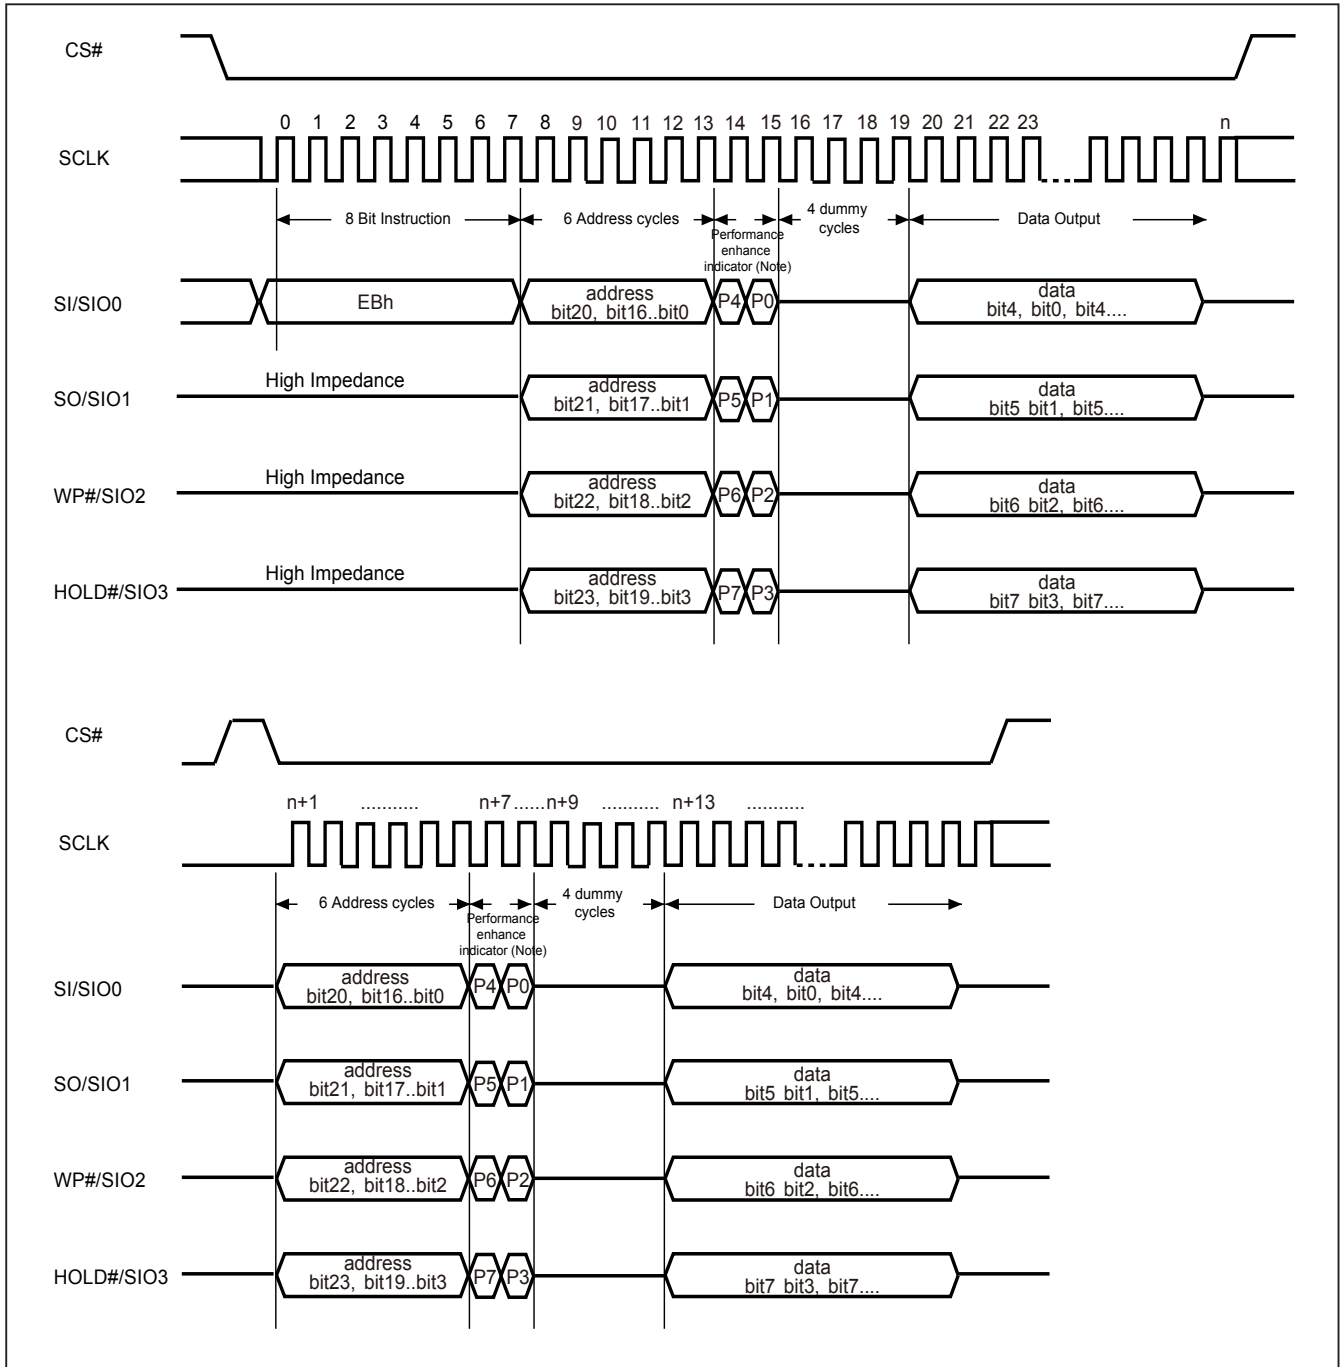 CS#
0 1 2 3 4 5 6 7 8 9 10 11 12 13 14 15 16 17 18 19 20 21 22 23 n
SCLK
8 Bit Instruction
6 Address cycles
Performance
enhance
indicator (Note)
4 dummy
cycles
Data Output
SI/SIO0
EBh
address
bit20, bit16..bit0
P4 P0
data
bit4, bit0, bit4....
SO/SIO1
High Impedance
address
bit21, bit17..bit1
P5 P1
data
bit5 bit1, bit5....
WP#/SIO2
High Impedance
address
bit22, bit18..bit2
P6 P2
data
bit6 bit2, bit6....
HOLD#/SIO3
High Impedance
address
bit23, bit19..bit3
P7 P3
data
bit7 bit3, bit7....
CS#
n+1 ........... n+7......n+9 ........... n+13 ...........
SCLK
6 Address cycles
Performance
enhance
indicator (Note)
4 dummy
cycles
Data Output
SI/SIO0
address
bit20, bit16..bit0
P4 P0
data
bit4, bit0, bit4....
SO/SIO1
address
bit21, bit17..bit1
P5 P1
data
bit5 bit1, bit5....
WP#/SIO2
address
bit22, bit18..bit2
P6 P2
data
bit6 bit2, bit6....
HOLD#/SIO3
address
bit23, bit19..bit3
P7 P3
data
bit7 bit3, bit7....